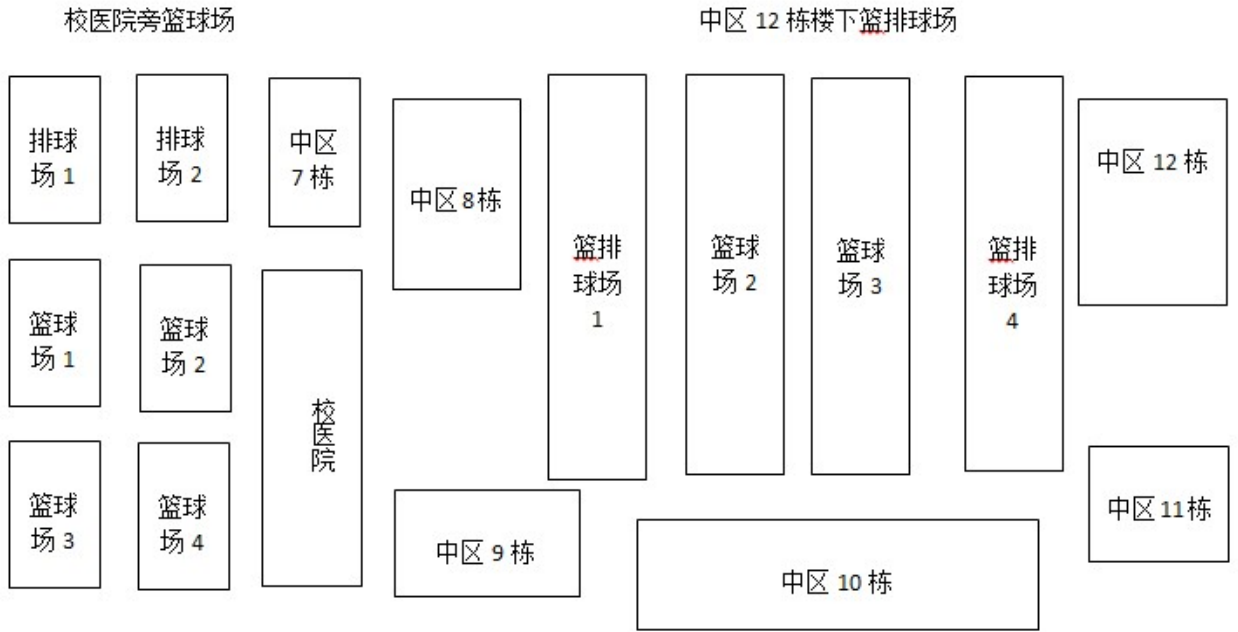 校医院旁篮球场
中区 12 栋楼下篮排球场
排球
场 1
排球
场 2
中区
7 栋
中区 8 栋
篮排
球场
1
篮球
场 2
篮球
场 3
篮排
球场
4
中区 12 栋
篮球
场 1
篮球
场 2
校
医
院
篮球
场 3
篮球
场 4
中区 9 栋
中区 10 栋
中区 11 栋